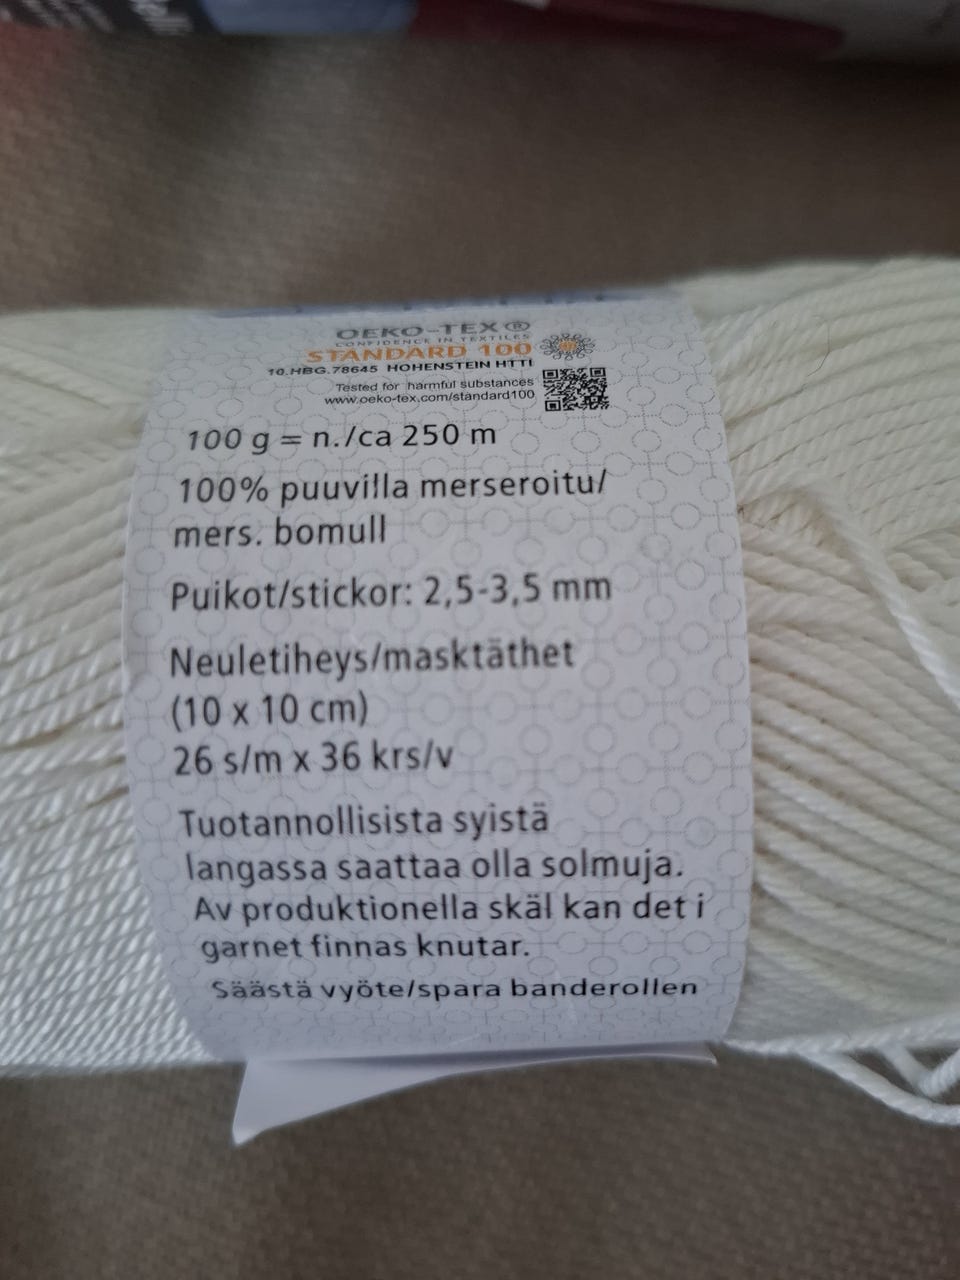 OEKO-TEX®
CONFIDENCE IN TEXTILES
STANDARD 100
10.HBG.78645 HOHENSTEIN HTTI
Tested for harmful substances
www.oeko-tex.com/standard100
100 g = n./ca 250 m
100% puuvilla merseroitu/
mers. bomull
Puikot/stickor: 2,5-3,5 mm
Neuletiheys/masktäthet
(10 x 10 cm)
26 s/m x 36 krs/v
Tuotannollisista syistä
langassa saattaa olla solmuja.
Av produktionella skäl kan det i
garnet finnas knutar.
Säästä vyöte/spara banderollen